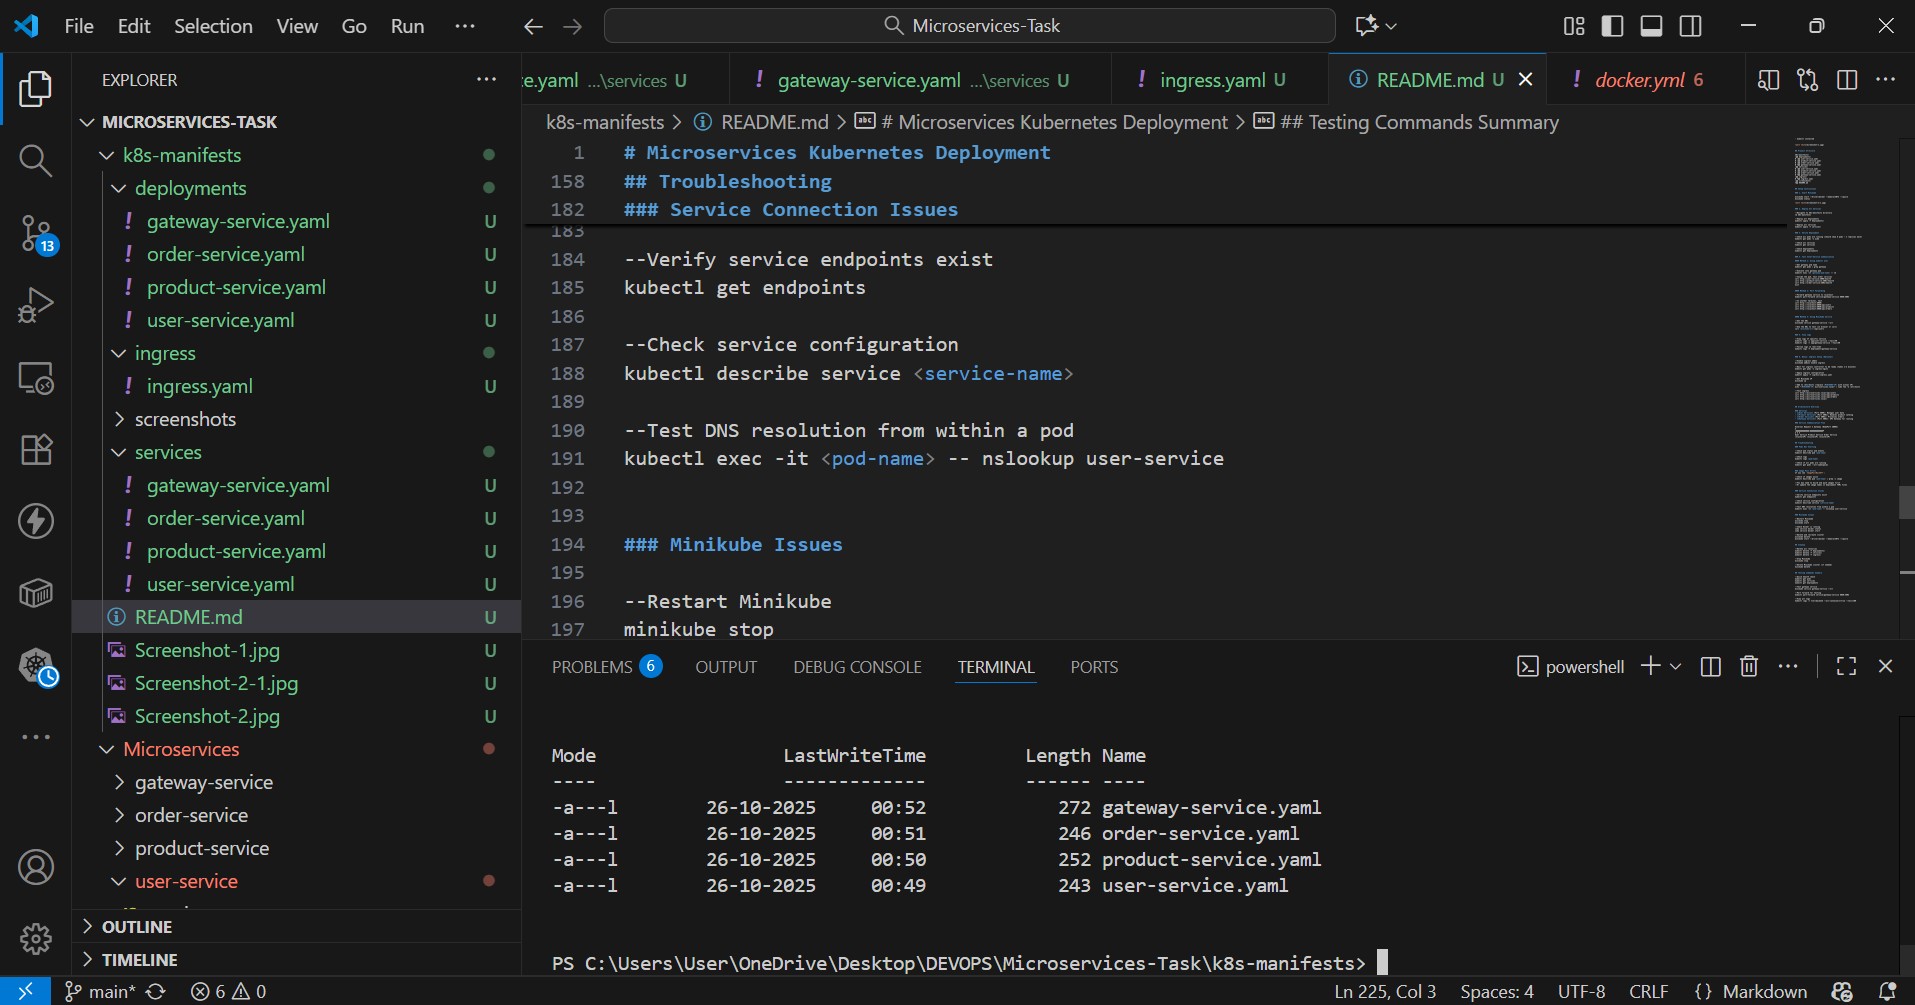 File Edit Selection View Go Run ···
Microservices-Task
EXPLORER
MICROSERVICES-TASK
k8s-manifests
deployments
! gateway-service.yaml U
! order-service.yaml U
! product-service.yaml U
! user-service.yaml U
ingress
! ingress.yaml U
screenshots
services
! gateway-service.yaml U
! order-service.yaml U
! product-service.yaml U
! user-service.yaml U
README.md U
Screenshot-1.jpg U
Screenshot-2-1.jpg U
Screenshot-2.jpg U
Microservices
gateway-service
order-service
product-service
user-service
OUTLINE
TIMELINE
13
ce.yaml ...\services U ! gateway-service.yaml ...\services U ! ingress.yaml U README.md U ! docker.yml 6
k8s-manifests > README.md > # Microservices Kubernetes Deployment > ## Testing Commands Summary
1 # Microservices Kubernetes Deployment
158 ## Troubleshooting
182 ### Service Connection Issues
183
184 --Verify service endpoints exist
185 kubectl get endpoints
186
187 --Check service configuration
188 kubectl describe service <service-name>
189
190 --Test DNS resolution from within a pod
191 kubectl exec -it <pod-name> -- nslookup user-service
192
193
194 ### Minikube Issues
195
196 --Restart Minikube
197 minikube stop
PROBLEMS 6 OUTPUT DEBUG CONSOLE TERMINAL PORTS
powershell
Mode LastWriteTime Length Name
---- ------------- ------ ----
-a---l 26-10-2025 00:52 272 gateway-service.yaml
-a---l 26-10-2025 00:51 246 order-service.yaml
-a---l 26-10-2025 00:50 252 product-service.yaml
-a---l 26-10-2025 00:49 243 user-service.yaml
PS C:\Users\User\OneDrive\Desktop\DEVOPS\Microservices-Task\k8s-manifests>
main* 6 0
Ln 225, Col 3 Spaces: 4 UTF-8 CRLF {} Markdown